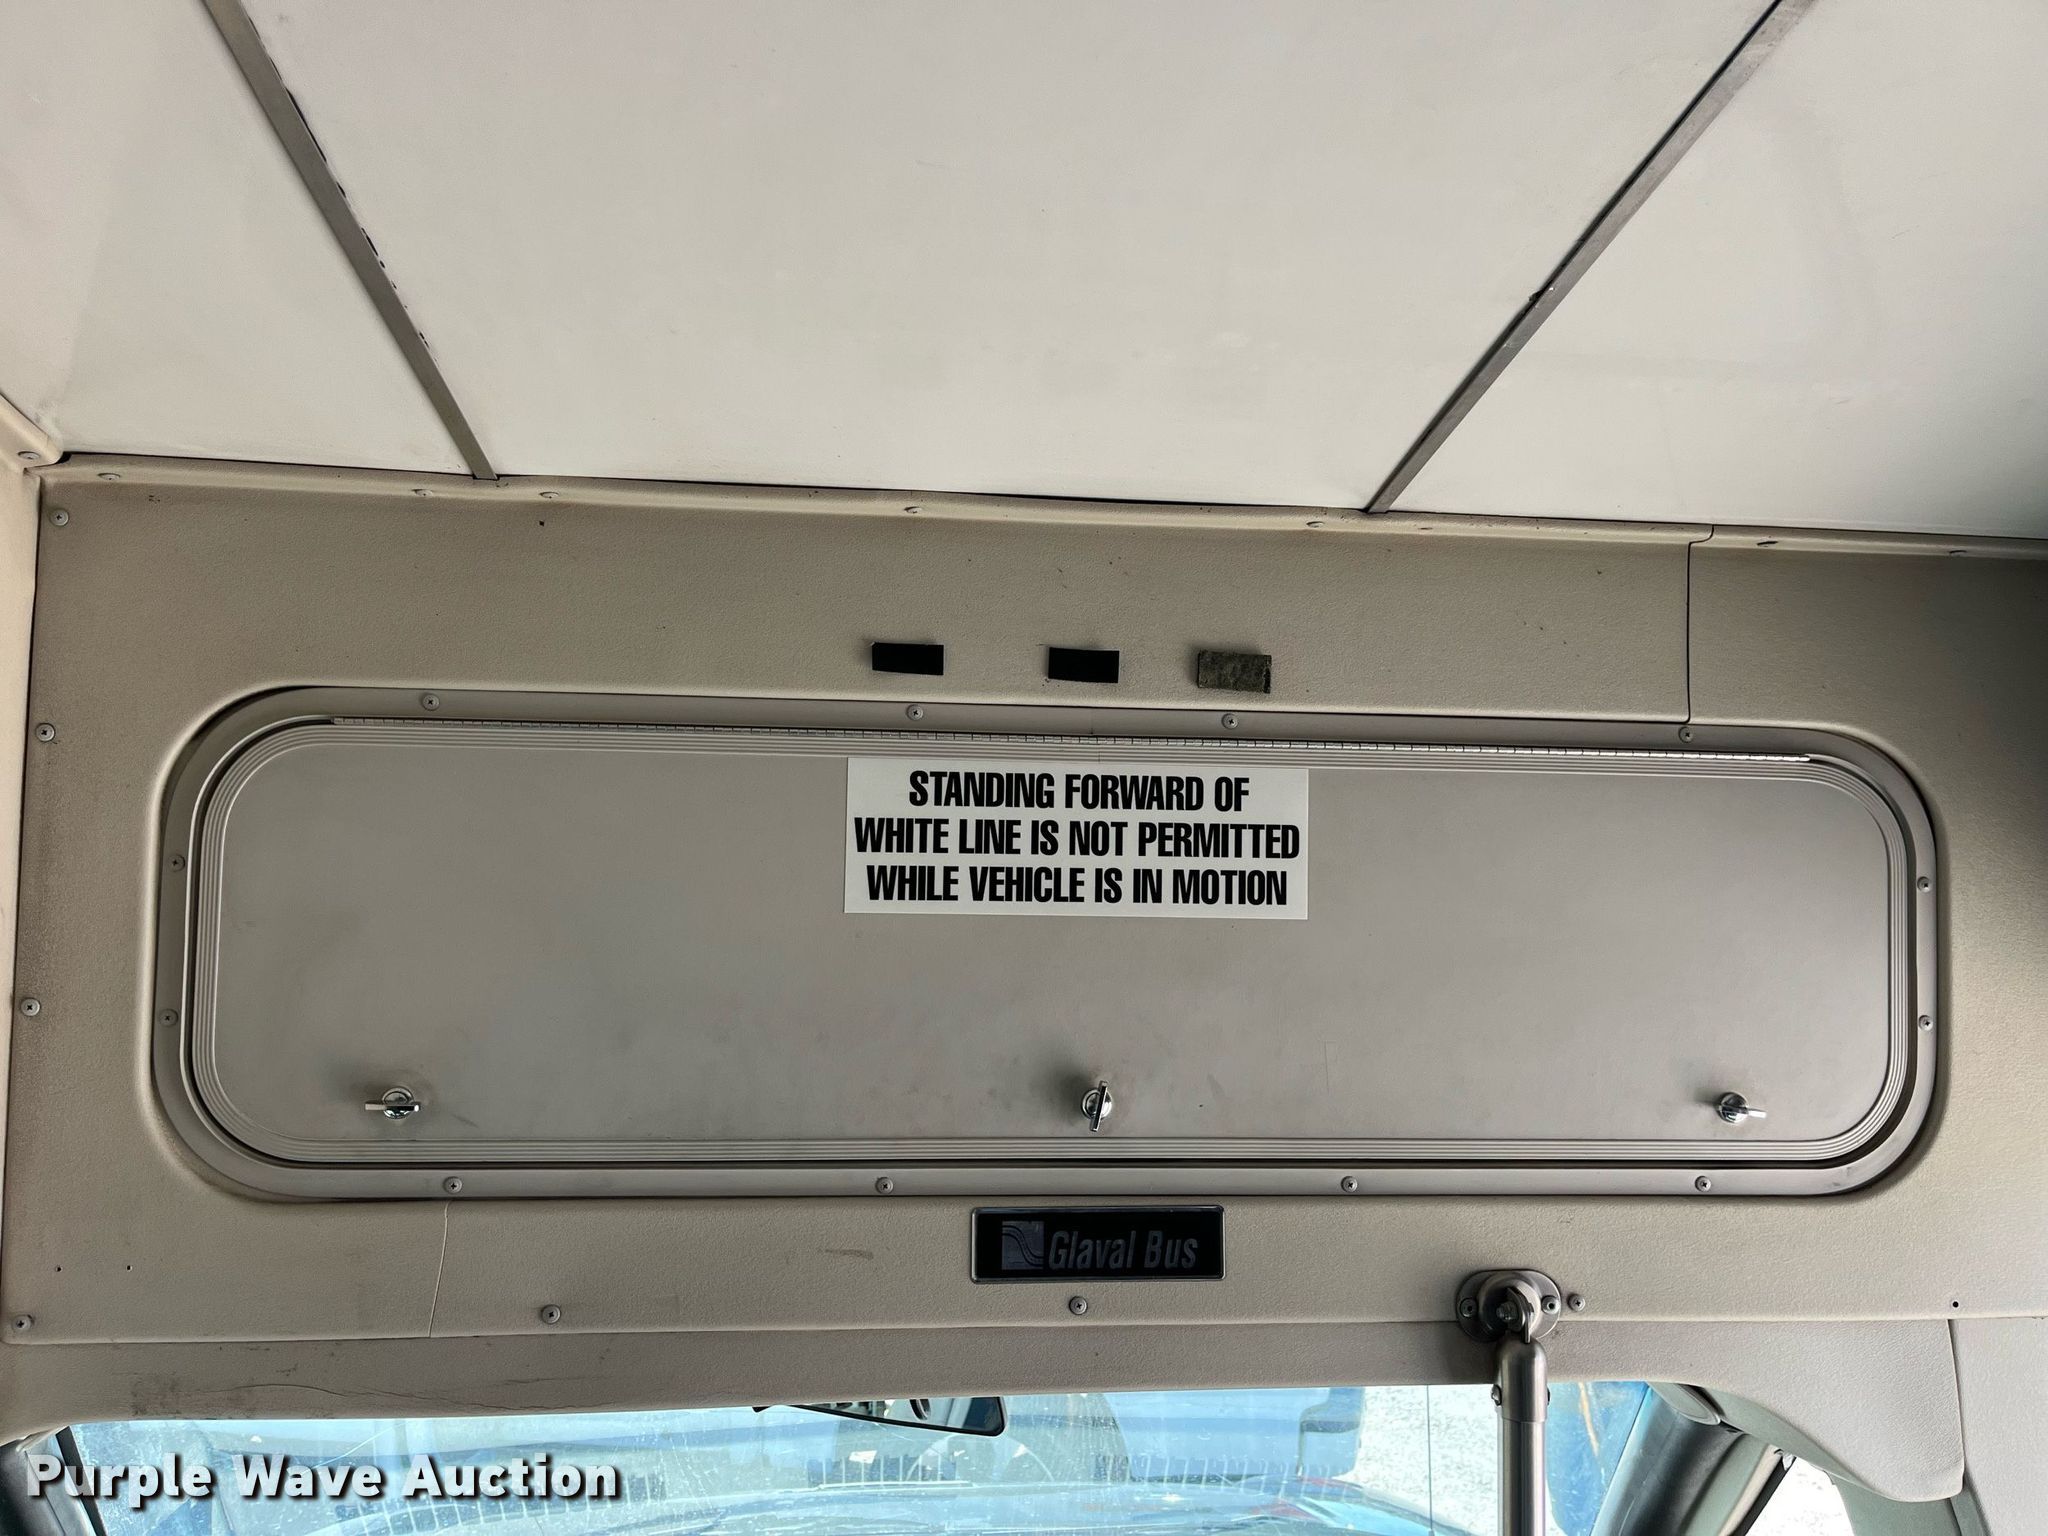 STANDING FORWARD OF
WHITE LINE IS NOT PERMITTED
WHILE VEHICLE IS IN MOTION
Glaval Bus
Purple Wave Auction